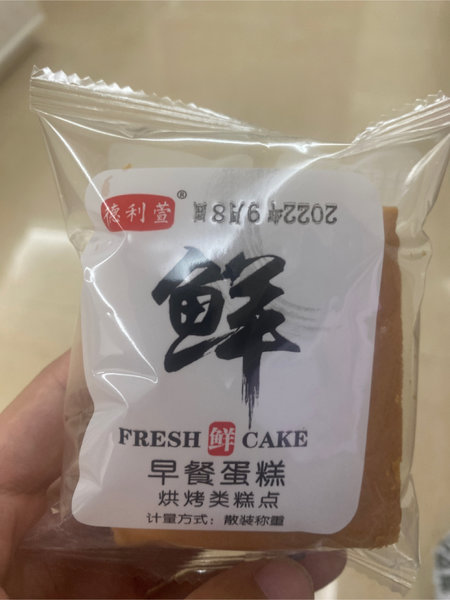 德利萱®
2022年9月8日
鲜
FRESH 鲜 CAKE
早餐蛋糕
烘烤类糕点
计量方式：散装称重